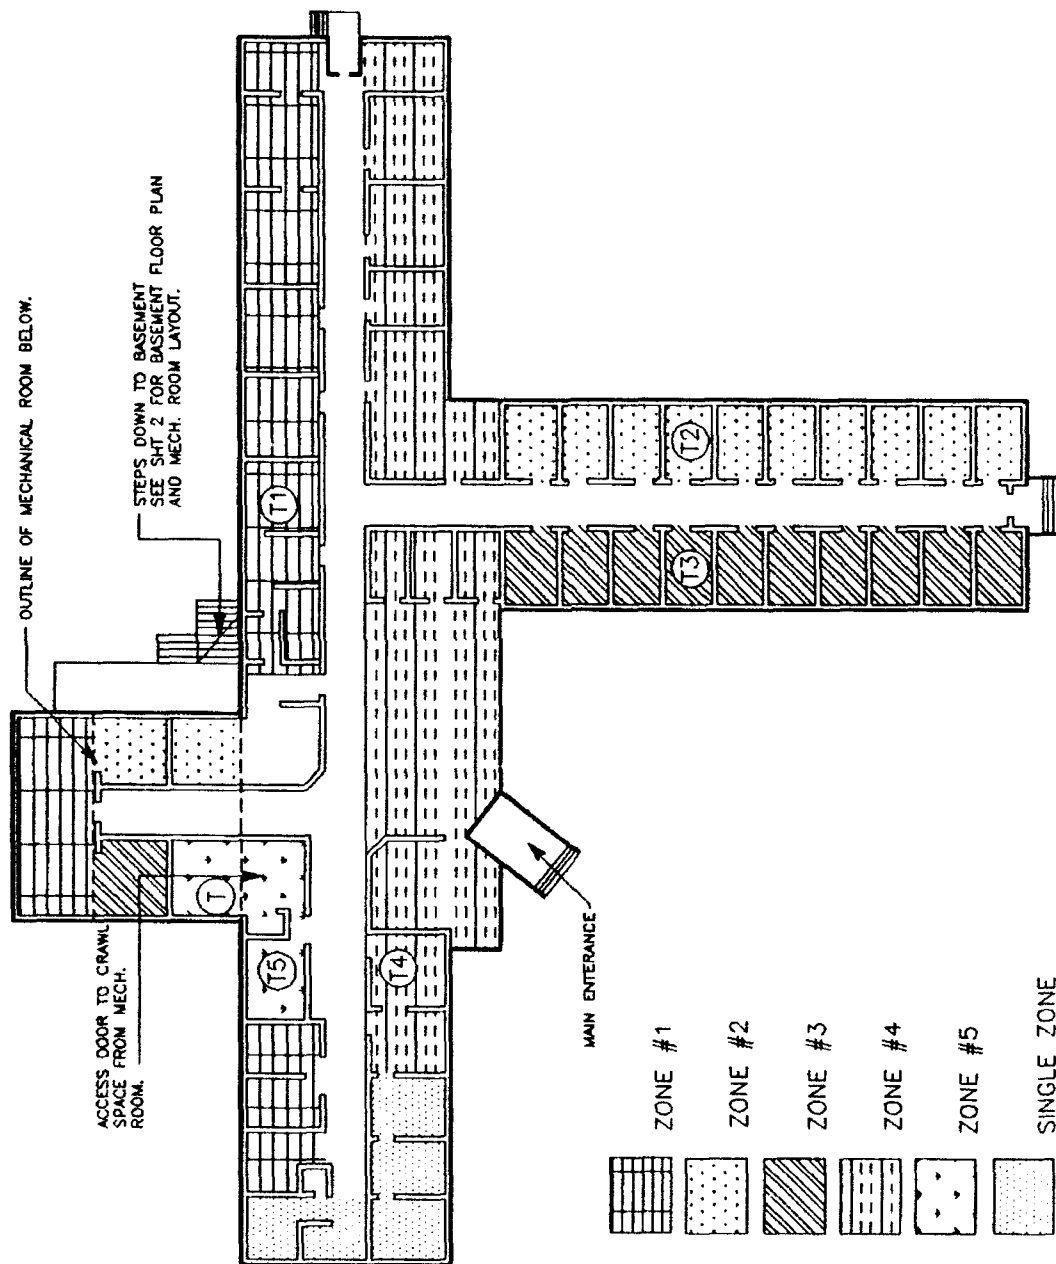 OUTLINE OF MECHANICAL ROOM BELOW.
STEPS DOWN TO BASEMENT
SEE SHT 2 FOR BASEMENT FLOOR PLAN
AND MECH. ROOM LAYOUT.
ACCESS DOOR TO CRAWL
SPACE FROM MECH.
ROOM.
T1
T2
T3
T
T5
T4
MAIN ENTERANCE
ZONE #1
ZONE #2
ZONE #3
ZONE #4
ZONE #5
SINGLE ZONE